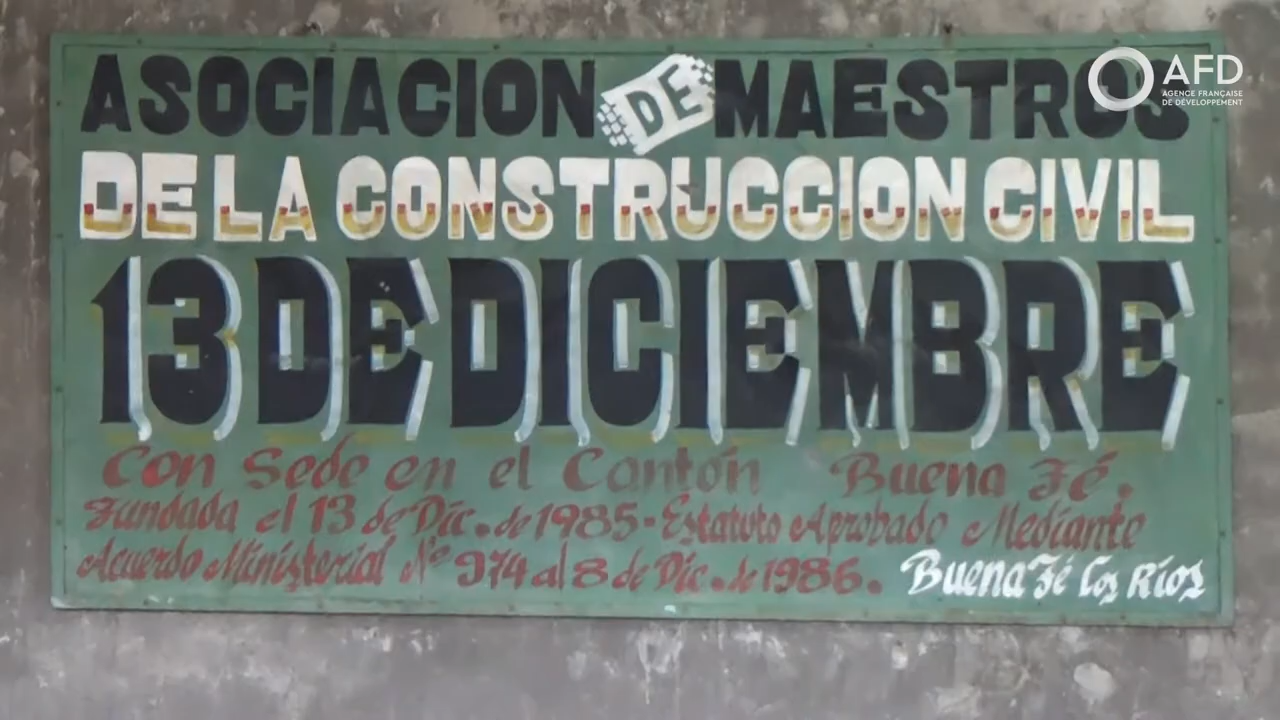 ASOCIACION DE MAESTROS
DE LA CONSTRUCCION CIVIL
13 DE DICIEMBRE
Con Sede en el Cantón Buena Fé.
Fundada el 13 de Dic. de 1985-Estatuto Aprobado Mediante
Acuerdo Ministerial Nº 974 al 8 de Dic. de 1986.
Buena Fé Los Ríos
AFD
AGENCE FRANÇAISE
DE DÉVELOPPEMENT